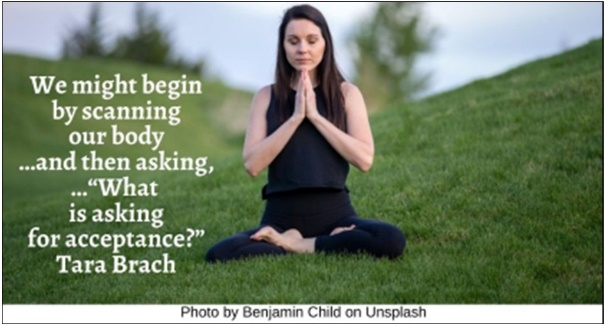 We might begin
by scanning
our body
...and then asking,
..."What
is asking
for acceptance?"
Tara Brach
Photo by Benjamin Child on Unsplash